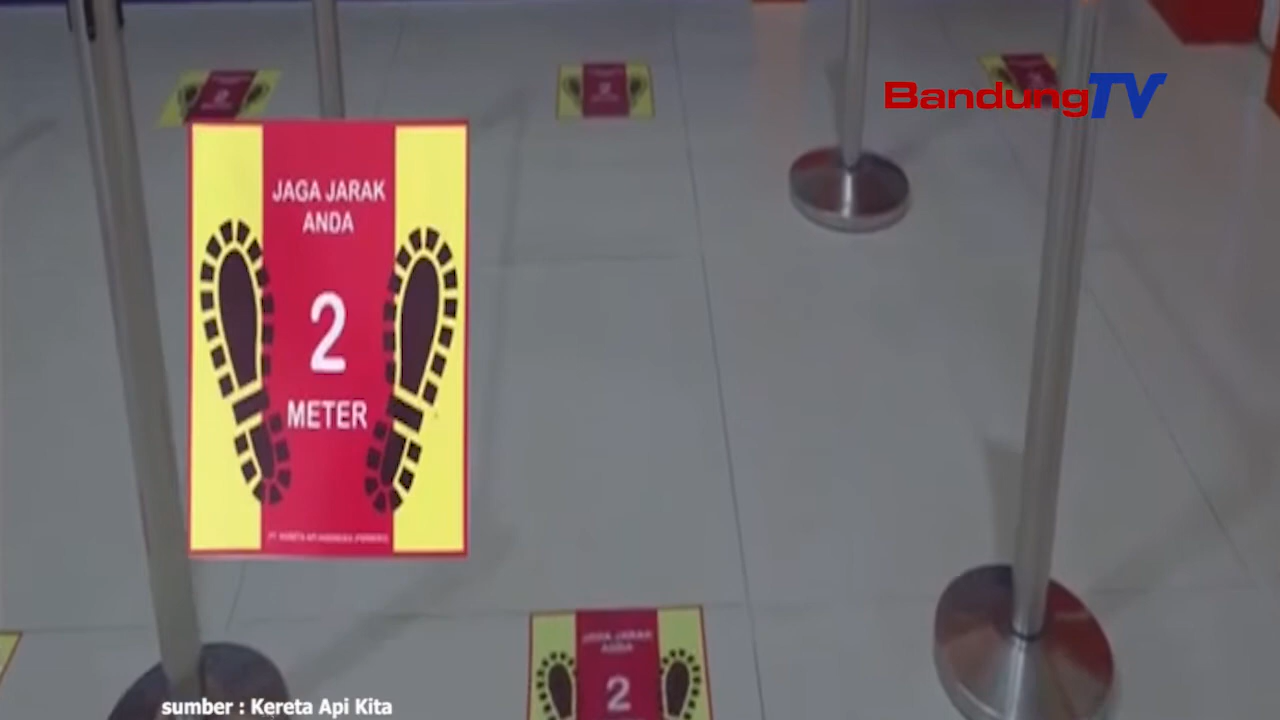 BandungTV
JAGA JARAK
ANDA
2
METER
JAGA JARAK
ANDA
2
sumber : Kereta Api Kita